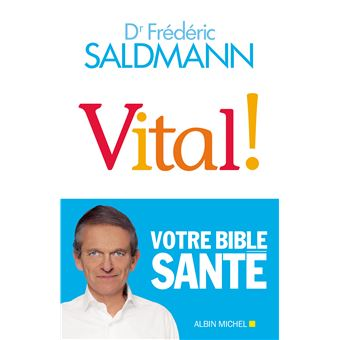 Dr Frédéric
SALDMANN
Vital !
VOTRE BIBLE
SANTÉ
ALBIN MICHEL